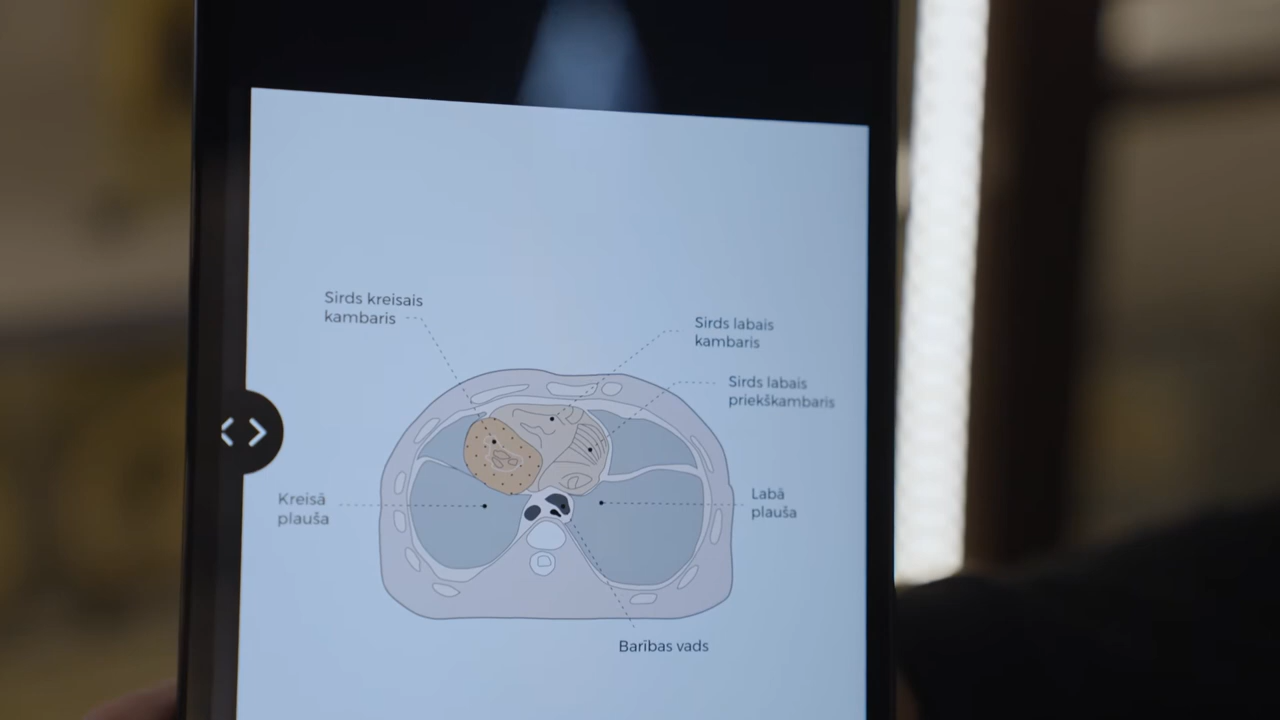 Sirds kreisais
kambaris
Sirds labais
kambaris
Sirds labais
priekškambaris
Kreisā
plauša
Labā
plauša
Barības vads